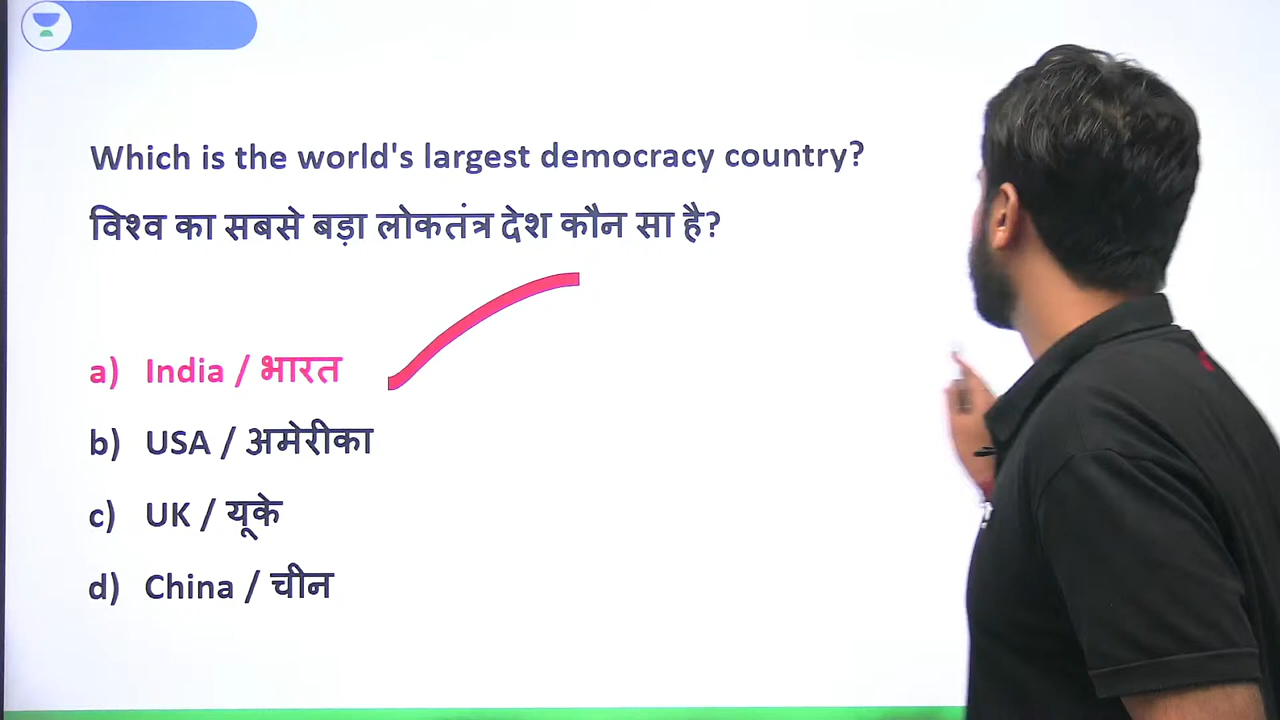 Which is the world's largest democracy country?
विश्व का सबसे बड़ा लोकतंत्र देश कौन सा है?
a) India / भारत
b) USA / अमेरीका
c) UK / यूके
d) China / चीन